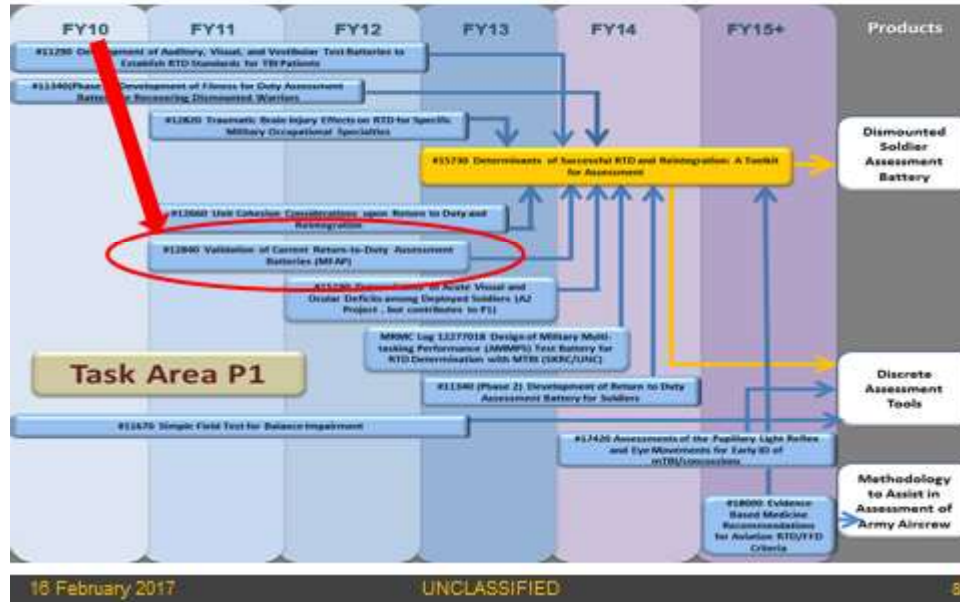 FY10 FY11 FY12 FY13 FY14 FY15+ Products
#11290 Development of Auditory, Visual, and Vestibular Test Batteries to
Establish RTD Standards for TBI Patients
#11340(Phase Development of Fitness for Duty Assessment
Recovering Dismounted Warriors
#12820 Traumatic Brain Injury Effects on RTD for Specific
Military Occupational Specialties
#15730 Determinants of Successful RTD and Reintegration: A Toolkit
for Assessment
Dismounted
Soldier
Assessment
Battery
#12660 Unit Cohesion Considerations upon Return to Duty and
Reintegration
#12840 Validation of Current Return-to-Duty Assessment
Batteries (MFAP)
of Acute Visual and
Ocular Deficits among Deployed Soldiers (A2
Project , but contributes to P1)
MRMC Log 12277018 Design of Military Multi-
tasking Performance (AMMPS) Test Battery for
RTD Determination with MTBI (SKRC/UNC)
Task Area P1
#11340 (Phase 2) Development of Return to Duty
Assessment Battery for Soldiers
Discrete
Assessment
Tools
#11670 Simple Field Test for Balance Impairment
#17420 Assessments of the Pupillary Light Reflex
and Eye Movements for Early ID of
mTBI/concussions
Methodology
to Assist in
Assessment of
Army Aircrew
#18000 Evidence
Based Medicine
Recommendations
for Aviation RTD/FFD
Criteria
16 February 2017 UNCLASSIFIED 8